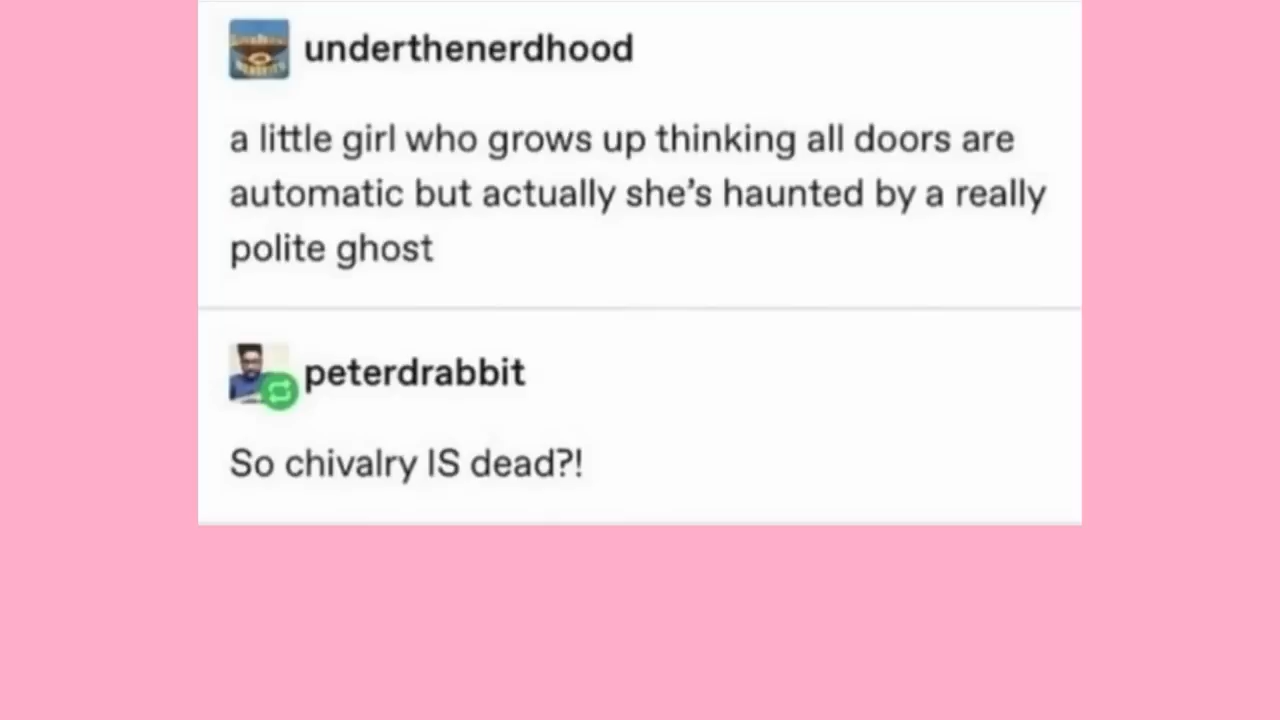 underthenerdhood
a little girl who grows up thinking all doors are
automatic but actually she's haunted by a really
polite ghost
peterdrabbit
So chivalry IS dead?!